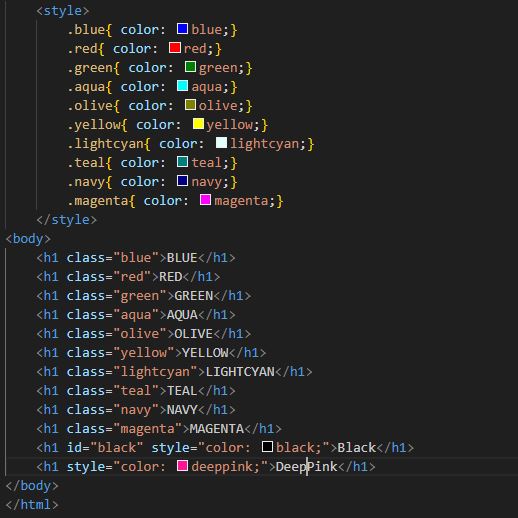 <style>
.blue{ color: blue;}
.red{ color: red;}
.green{ color: green;}
.aqua{ color: aqua;}
.olive{ color: olive;}
.yellow{ color: yellow;}
.lightcyan{ color: lightcyan;}
.teal{ color: teal;}
.navy{ color: navy;}
.magenta{ color: magenta;}
</style>
<body>
<h1 class="blue">BLUE</h1>
<h1 class="red">RED</h1>
<h1 class="green">GREEN</h1>
<h1 class="aqua">AQUA</h1>
<h1 class="olive">OLIVE</h1>
<h1 class="yellow">YELLOW</h1>
<h1 class="lightcyan">LIGHTCYAN</h1>
<h1 class="teal">TEAL</h1>
<h1 class="navy">NAVY</h1>
<h1 class="magenta">MAGENTA</h1>
<h1 id="black" style="color: black;">Black</h1>
<h1 style="color: deeppink;">DeepPink</h1>
</body>
</html>